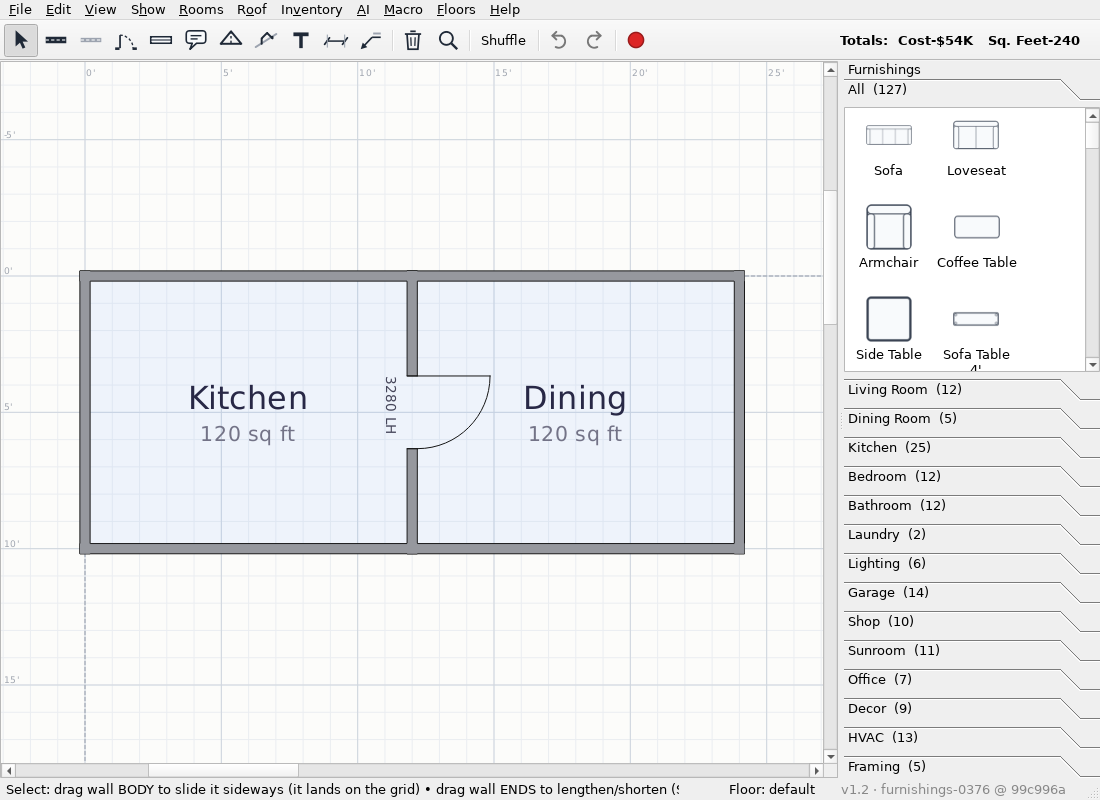 File Edit View Show Rooms Roof Inventory AI Macro Floors Help
Shuffle Totals: Cost-$54K Sq. Feet-240
0' 5' 10' 15' 20' 25'
-5'
0'
5'
10'
15'
Kitchen
120 sq ft
3280 LH
Dining
120 sq ft
Furnishings
All (127)
Sofa Loveseat
Armchair Coffee Table
Side Table Sofa Table
4'
Living Room (12)
Dining Room (5)
Kitchen (25)
Bedroom (12)
Bathroom (12)
Laundry (2)
Lighting (6)
Garage (14)
Shop (10)
Sunroom (11)
Office (7)
Decor (9)
HVAC (13)
Framing (5)
Select: drag wall BODY to slide it sideways (it lands on the grid) • drag wall ENDS to lengthen/shorten ( Floor: default v1.2 · furnishings-0376 @ 99c996a